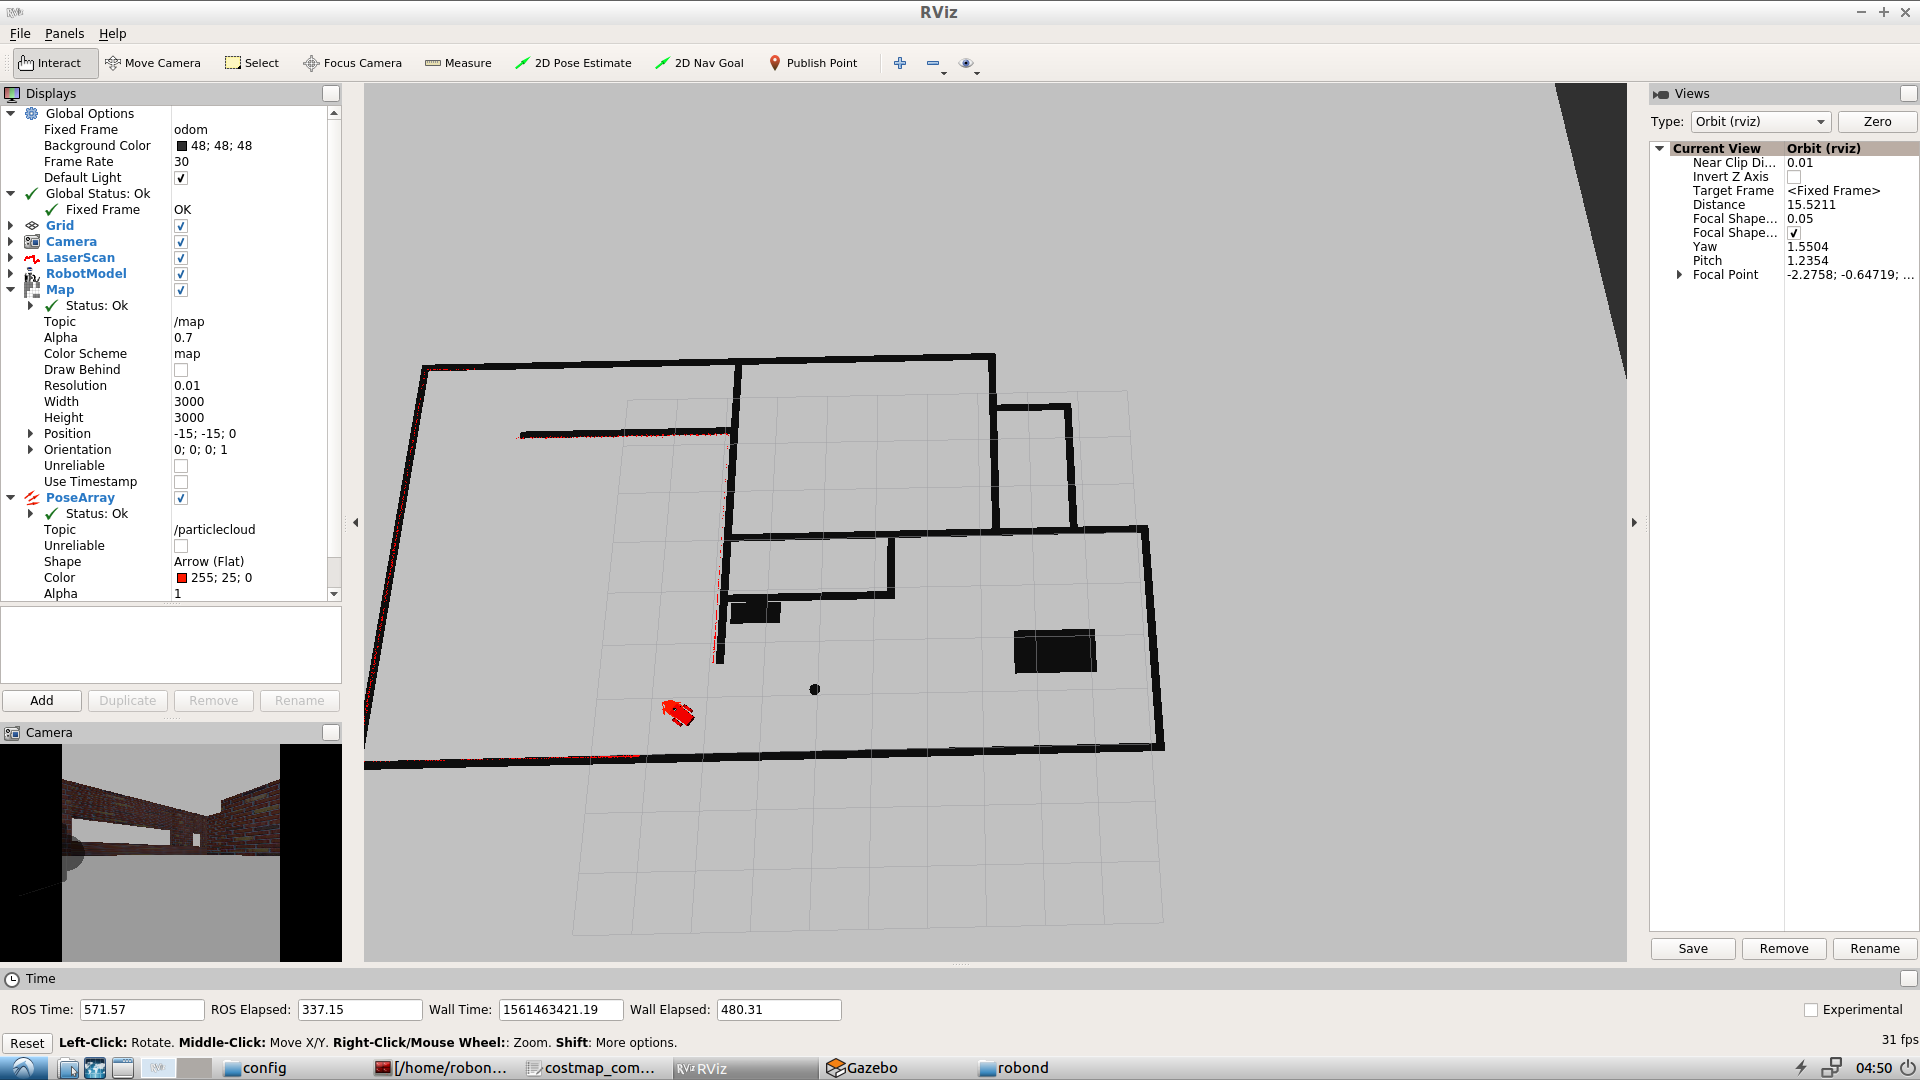 RViz
File Panels Help
Interact Move Camera Select Focus Camera Measure 2D Pose Estimate 2D Nav Goal Publish Point
Displays
Global Options
Fixed Frame odom
Background Color 48; 48; 48
Frame Rate 30
Default Light
Global Status: Ok
Fixed Frame OK
Grid
Camera
LaserScan
RobotModel
Map
Status: Ok
Topic /map
Alpha 0.7
Color Scheme map
Draw Behind
Resolution 0.01
Width 3000
Height 3000
Position -15; -15; 0
Orientation 0; 0; 0; 1
Unreliable
Use Timestamp
PoseArray
Status: Ok
Topic /particlecloud
Unreliable
Shape Arrow (Flat)
Color 255; 25; 0
Alpha 1
Add Duplicate Remove Rename
Camera
Views
Type: Orbit (rviz) Zero
Current View Orbit (rviz)
Near Clip Di... 0.01
Invert Z Axis
Target Frame <Fixed Frame>
Distance 15.5211
Focal Shape... 0.05
Focal Shape...
Yaw 1.5504
Pitch 1.2354
Focal Point -2.2758; -0.64719; ...
Save Remove Rename
Time
ROS Time: 571.57 ROS Elapsed: 337.15 Wall Time: 1561463421.19 Wall Elapsed: 480.31 Experimental
Reset Left-Click: Rotate. Middle-Click: Move X/Y. Right-Click/Mouse Wheel:: Zoom. Shift: More options. 31 fps
config [/home/robon... costmap_com... RViz RViz Gazebo robond 04:50